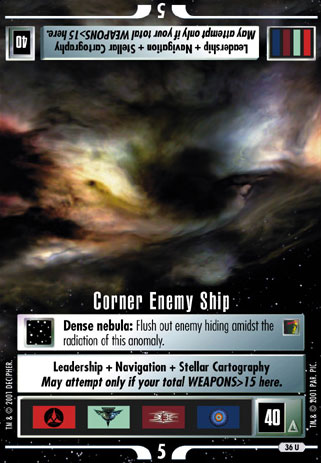 5
Leadership + Navigation + Stellar Cartography
May attempt only if your total WEAPONS>15 here.
40
Corner Enemy Ship
Dense nebula: Flush out enemy hiding amidst the
radiation of this anomaly.
Leadership + Navigation + Stellar Cartography
May attempt only if your total WEAPONS>15 here.
40
5
36 U
TM & © 2001 DECIPHER.
TM & © 2001 PAR. PIC.